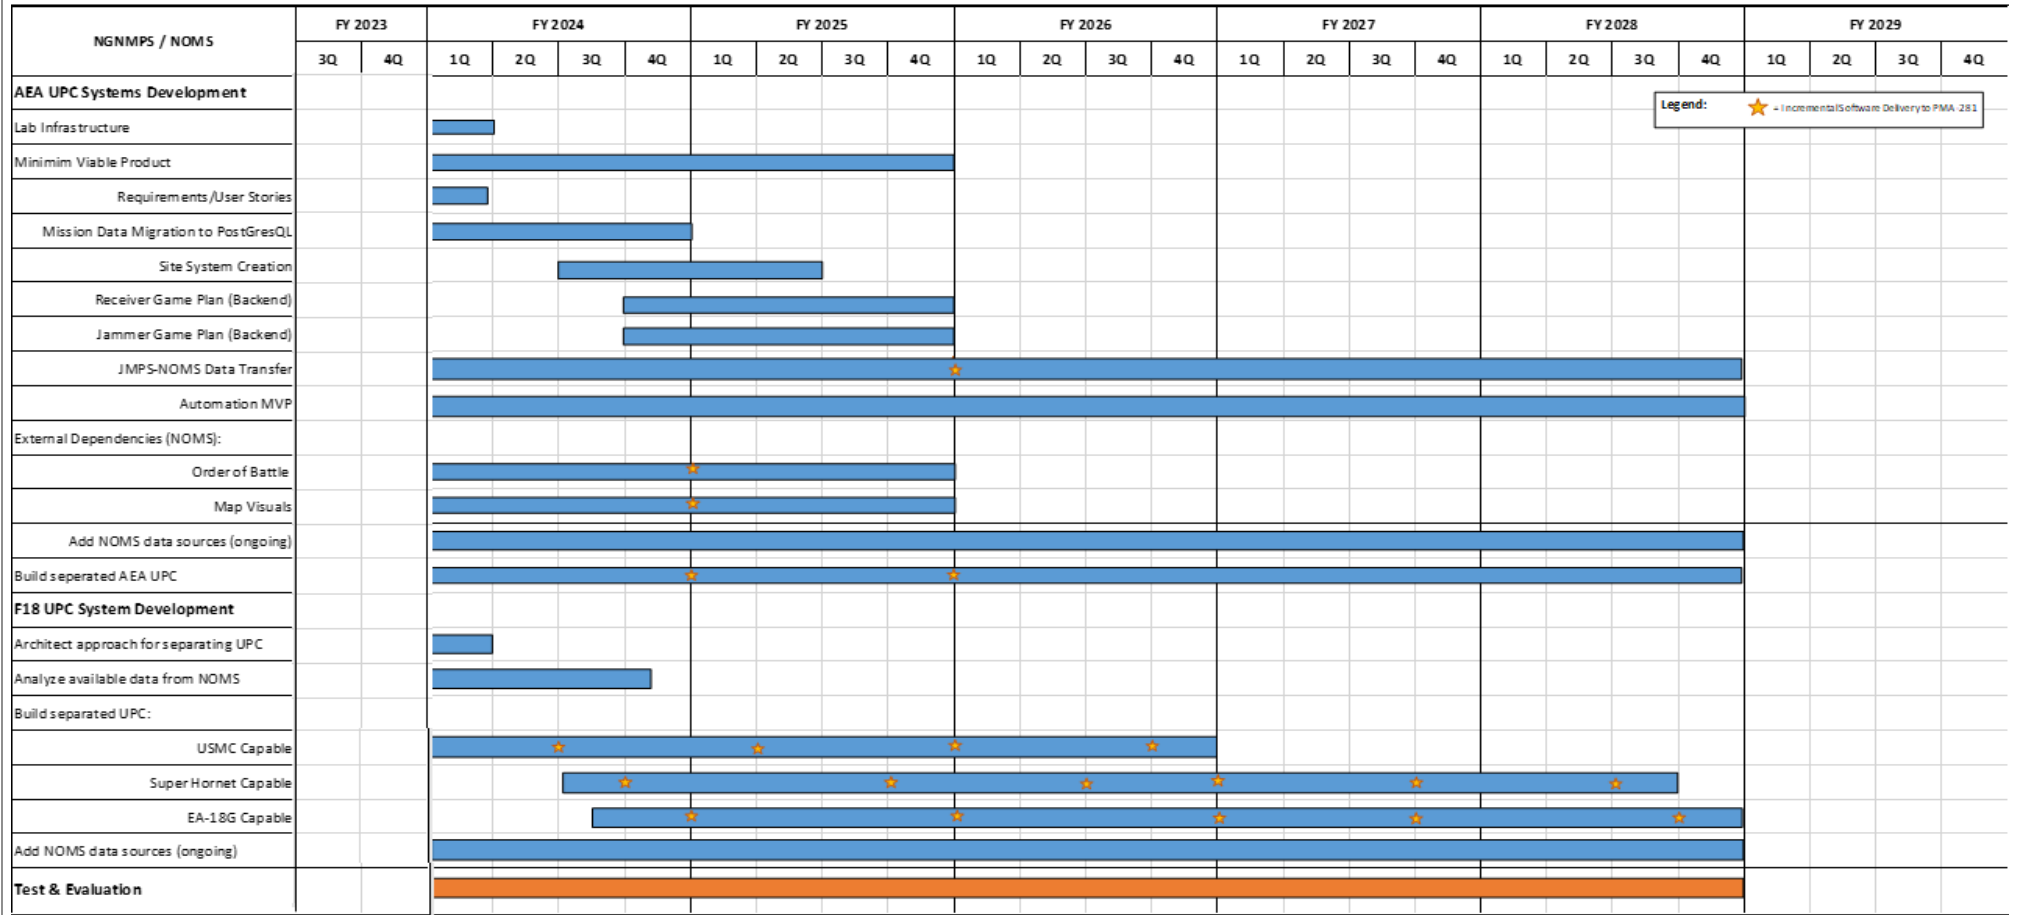 NGNMPS / NOMS
FY 2023 FY 2024 FY 2025 FY 2026 FY 2027 FY 2028 FY 2029
3Q 4Q 1Q 2Q 3Q 4Q 1Q 2Q 3Q 4Q 1Q 2Q 3Q 4Q 1Q 2Q 3Q 4Q 1Q 2Q 3Q 4Q 1Q 2Q 3Q 4Q
AEA UPC Systems Development
Legend: = Incremental Software Delivery to PMA-281
Lab Infrastructure
Minimim Viable Product
Requirements/User Stories
Mission Data Migration to PostGresQL
Site System Creation
Receiver Game Plan (Backend)
Jammer Game Plan (Backend)
JMPS-NOMS Data Transfer
Automation MVP
External Dependencies (NOMS):
Order of Battle
Map Visuals
Add NOMS data sources (ongoing)
Build seperated AEA UPC
F18 UPC System Development
Architect approach for separating UPC
Analyze available data from NOMS
Build separated UPC:
USMC Capable
Super Hornet Capable
EA-18G Capable
Add NOMS data sources (ongoing)
Test & Evaluation